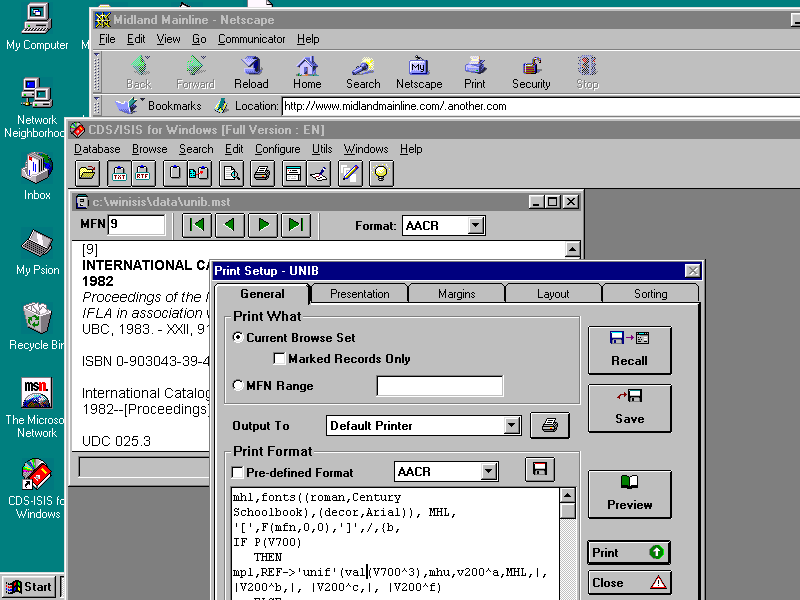 My Computer
Network
Neighborhoo
Inbox
My Psion
Recycle Bin
msn.
The Microso
Network
CDS-ISIS fo
Windows
Start
Midland Mainline - Netscape
File Edit View Go Communicator Help
Back Forward Reload Home Search Netscape Print Security Stop
Bookmarks Location: http://www.midlandmainline.com/.another.com
CDS/ISIS for Windows [Full Version : EN]
Database Browse Search Edit Configure Utils Windows Help
TXT RTF
c:\winisis\data\unib.mst
MFN 9 Format: AACR
[9]
INTERNATIONAL CA
1982
Proceedings of the
IFLA in association
UBC, 1983. - XXII, 91
ISBN 0-903043-39-4
International Catalog
1982--[Proceedings]
UDC 025.3
Print Setup - UNIB
General Presentation Margins Layout Sorting
Print What
Current Browse Set
Marked Records Only
MFN Range
Recall
Output To Default Printer
Save
Print Format
Pre-defined Format AACR
Preview
mhl,fonts((roman,Century
Schoolbook),(decor,Arial)), MHL,
'[',F(mfn,0,0),']',/,{b,
IF P(V700)
THEN
mpl,REF->'unif'(val(V700^3),mhu,v200^a,MHL,|,
|V200^b,|, |V200^c,|, |V200^f)
ELSE
Print
Close